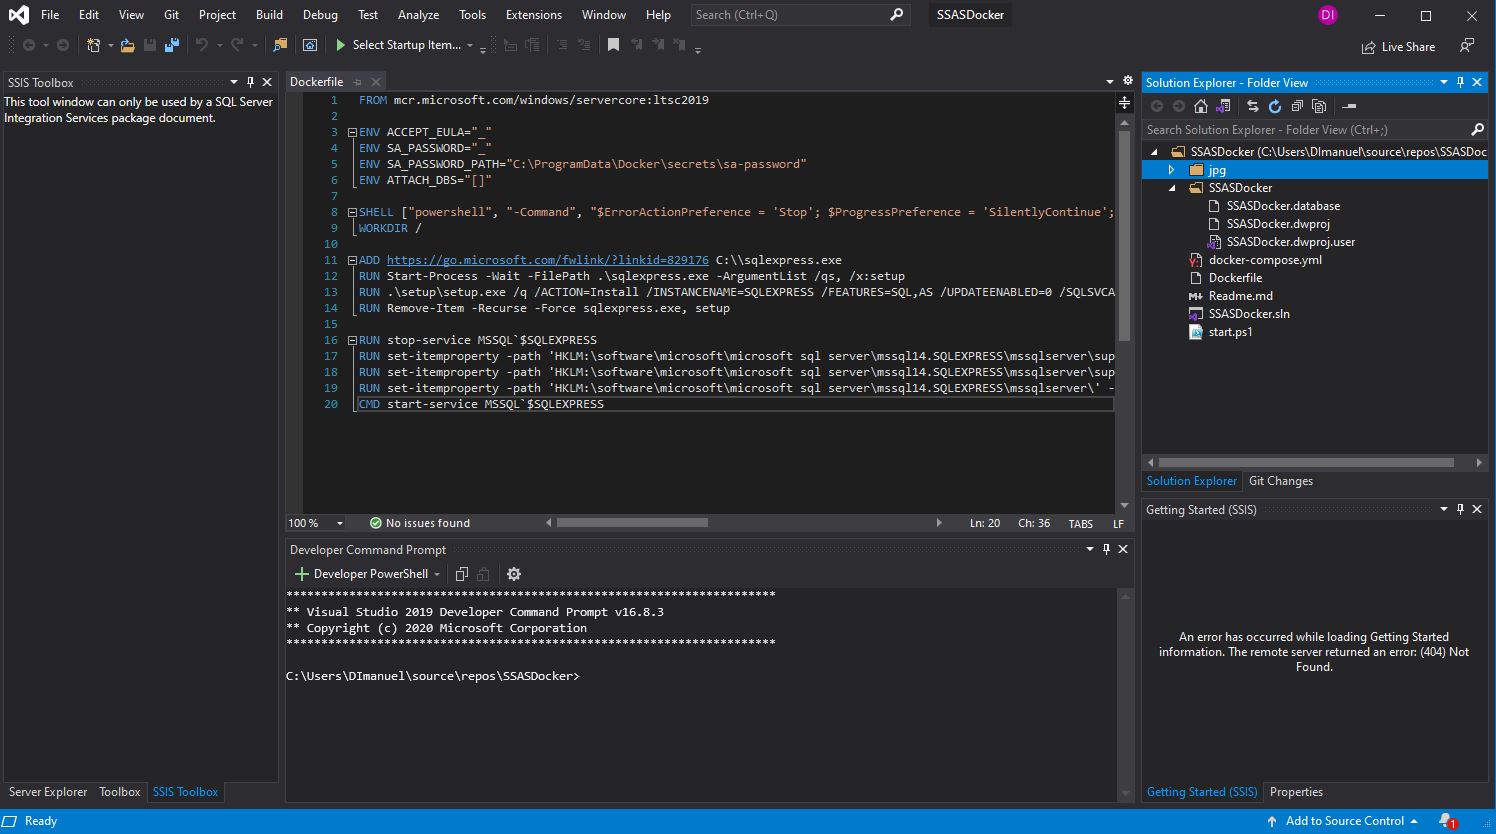 File Edit View Git Project Build Debug Test Analyze Tools Extensions Window Help Search (Ctrl+Q) SSASDocker DI
Select Startup Item... Live Share
SSIS Toolbox
This tool window can only be used by a SQL Server
Integration Services package document.
Server Explorer Toolbox SSIS Toolbox
Dockerfile
1 FROM mcr.microsoft.com/windows/servercore:ltsc2019
2
3 ENV ACCEPT_EULA="_"
4 ENV SA_PASSWORD="_"
5 ENV SA_PASSWORD_PATH="C:\ProgramData\Docker\secrets\sa-password"
6 ENV ATTACH_DBS="[]"
7
8 SHELL ["powershell", "-Command", "$ErrorActionPreference = 'Stop'; $ProgressPreference = 'SilentlyContinue';
9 WORKDIR /
10
11 ADD https://go.microsoft.com/fwlink/?linkid=829176 C:\\sqlexpress.exe
12 RUN Start-Process -Wait -FilePath .\sqlexpress.exe -ArgumentList /qs, /x:setup
13 RUN .\setup\setup.exe /q /ACTION=Install /INSTANCENAME=SQLEXPRESS /FEATURES=SQL,AS /UPDATEENABLED=0 /SQLSVCA
14 RUN Remove-Item -Recurse -Force sqlexpress.exe, setup
15
16 RUN stop-service MSSQL`$SQLEXPRESS
17 RUN set-itemproperty -path 'HKLM:\software\microsoft\microsoft sql server\mssql14.SQLEXPRESS\mssqlserver\sup
18 RUN set-itemproperty -path 'HKLM:\software\microsoft\microsoft sql server\mssql14.SQLEXPRESS\mssqlserver\sup
19 RUN set-itemproperty -path 'HKLM:\software\microsoft\microsoft sql server\mssql14.SQLEXPRESS\mssqlserver\' -
20 CMD start-service MSSQL`$SQLEXPRESS
100 % No issues found Ln: 20 Ch: 36 TABS LF
Developer Command Prompt
Developer PowerShell
**********************************************************************
** Visual Studio 2019 Developer Command Prompt v16.8.3
** Copyright (c) 2020 Microsoft Corporation
**********************************************************************
C:\Users\DImanuel\source\repos\SSASDocker>
Solution Explorer - Folder View
Search Solution Explorer - Folder View (Ctrl+;)
SSASDocker (C:\Users\DImanuel\source\repos\SSASDoc
jpg
SSASDocker
SSASDocker.database
SSASDocker.dwproj
SSASDocker.dwproj.user
docker-compose.yml
Dockerfile
Readme.md
SSASDocker.sln
start.ps1
Solution Explorer Git Changes
Getting Started (SSIS)
An error has occurred while loading Getting Started
information. The remote server returned an error: (404) Not
Found.
Getting Started (SSIS) Properties
Ready Add to Source Control 1